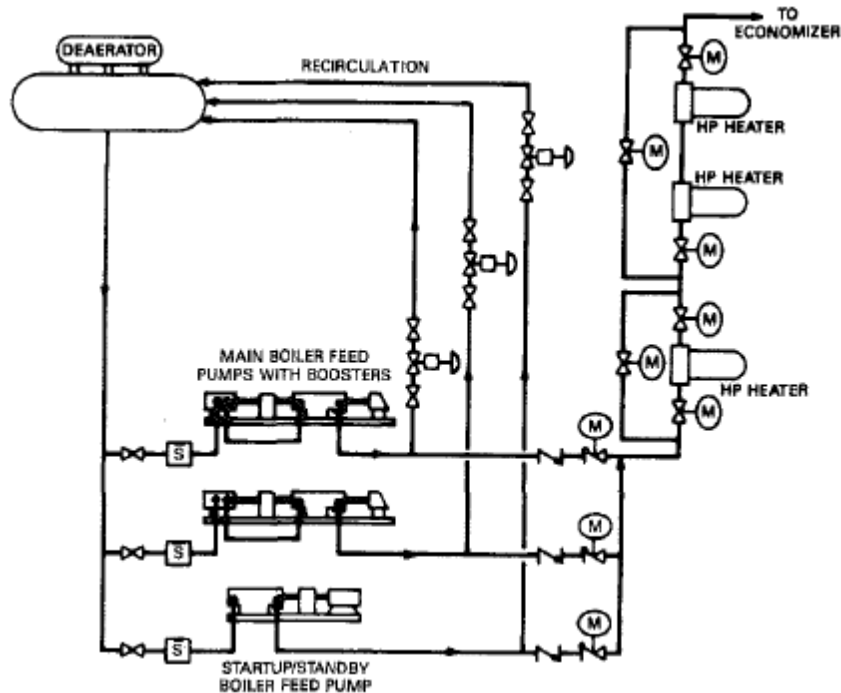 TO
ECONOMIZER
DEAERATOR
M
RECIRCULATION
HP HEATER
M
HP HEATER
M
M
MAIN BOILER FEED
PUMPS WITH BOOSTERS
M
HP HEATER
M
M
M
S
M
S
M
S
STARTUP/STANDBY
BOILER FEED PUMP